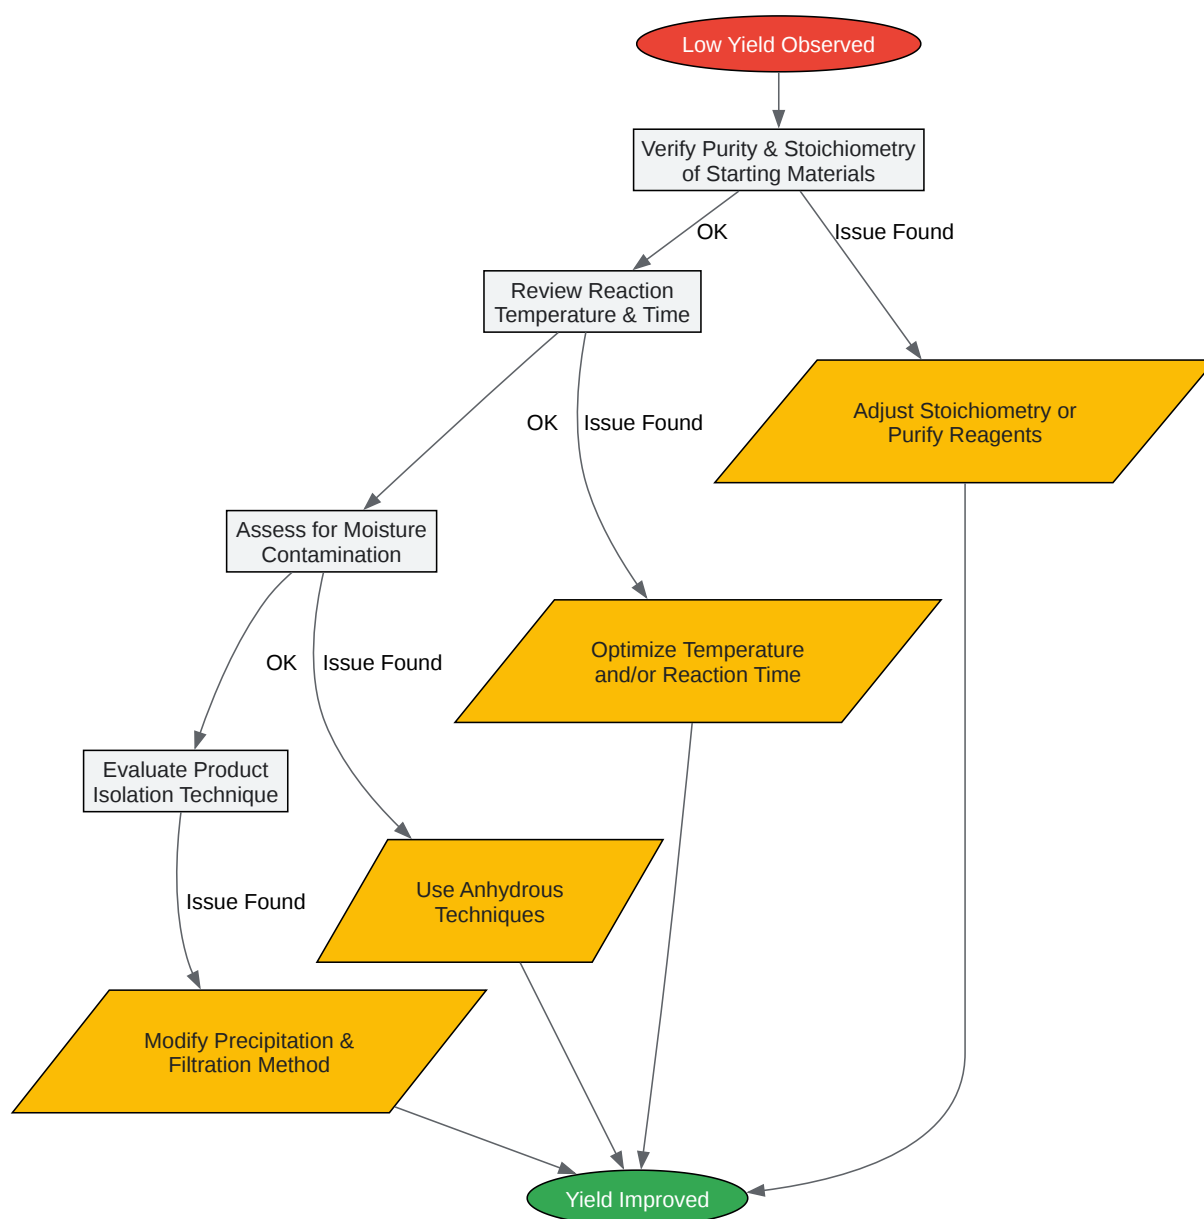 Low Yield Observed
Verify Purity & Stoichiometry
of Starting Materials
OK
Issue Found
Review Reaction
Temperature & Time
Adjust Stoichiometry or
Purify Reagents
OK
Issue Found
Assess for Moisture
Contamination
Optimize Temperature
and/or Reaction Time
OK
Issue Found
Evaluate Product
Isolation Technique
Use Anhydrous
Techniques
Issue Found
Modify Precipitation &
Filtration Method
Yield Improved